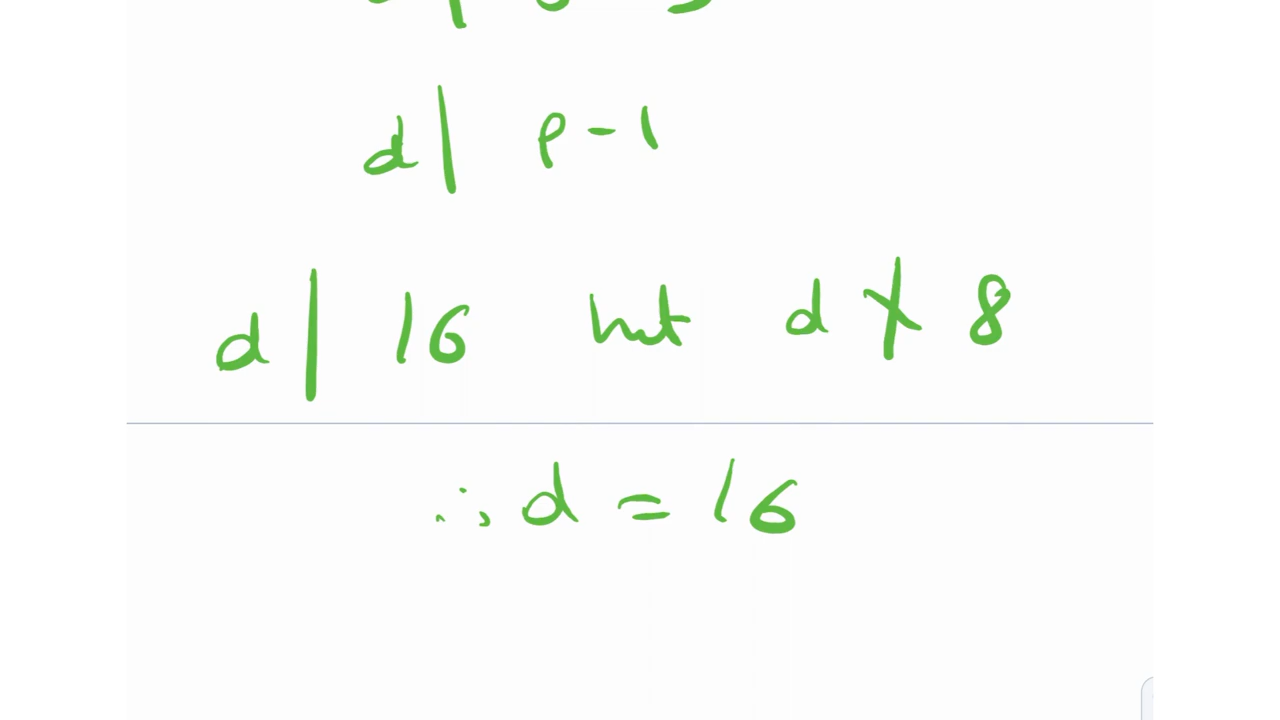 d | p - 1
d | 16 but d ∤ 8
∴ d = 16